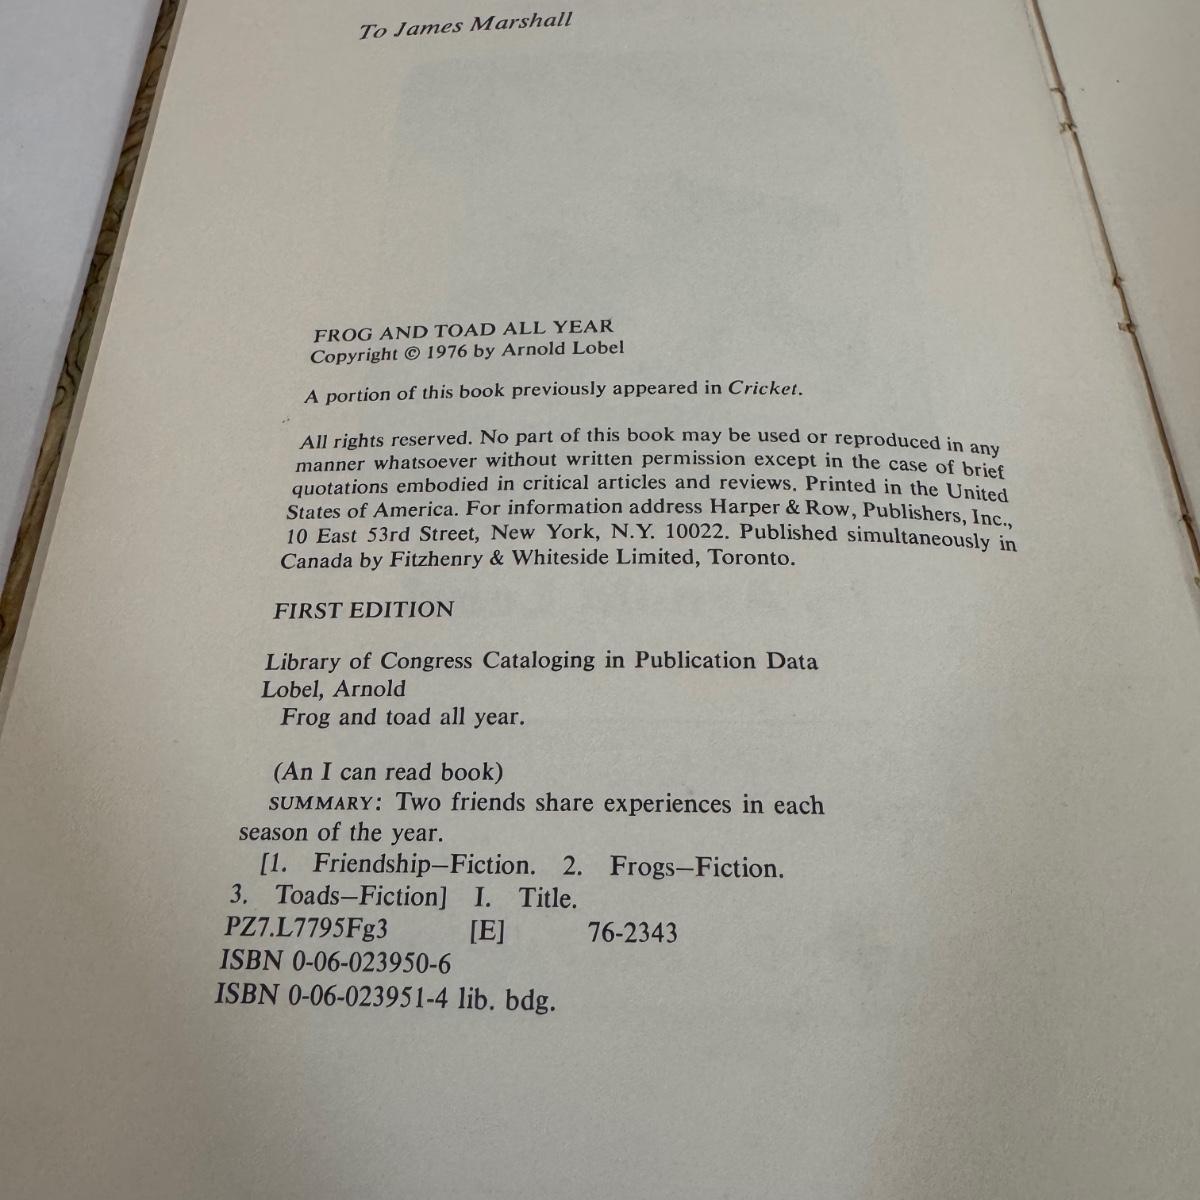 To James Marshall
FROG AND TOAD ALL YEAR
Copyright © 1976 by Arnold Lobel
A portion of this book previously appeared in Cricket.
All rights reserved. No part of this book may be used or reproduced in any
manner whatsoever without written permission except in the case of brief
quotations embodied in critical articles and reviews. Printed in the United
States of America. For information address Harper & Row, Publishers, Inc.,
10 East 53rd Street, New York, N.Y. 10022. Published simultaneously in
Canada by Fitzhenry & Whiteside Limited, Toronto.
FIRST EDITION
Library of Congress Cataloging in Publication Data
Lobel, Arnold
Frog and toad all year.
(An I can read book)
SUMMARY: Two friends share experiences in each
season of the year.
[1. Friendship—Fiction. 2. Frogs—Fiction.
3. Toads—Fiction] I. Title.
PZ7.L7795Fg3 [E] 76-2343
ISBN 0-06-023950-6
ISBN 0-06-023951-4 lib. bdg.